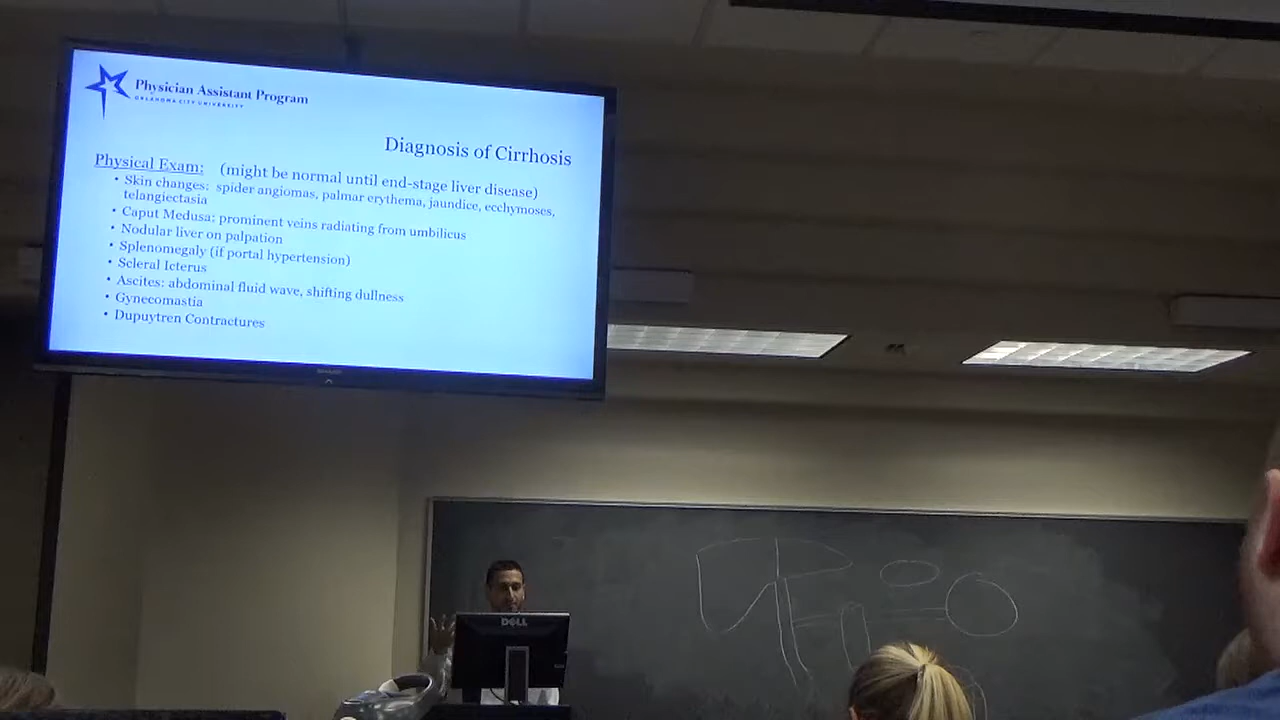 Physician Assistant Program
OKLAHOMA CITY UNIVERSITY
Diagnosis of Cirrhosis
Physical Exam: (might be normal until end-stage liver disease)
• Skin changes: spider angiomas, palmar erythema, jaundice, ecchymoses,
telangiectasia
• Caput Medusa: prominent veins radiating from umbilicus
• Nodular liver on palpation
• Splenomegaly (if portal hypertension)
• Scleral Icterus
• Ascites: abdominal fluid wave, shifting dullness
• Gynecomastia
• Dupuytren Contractures
DELL